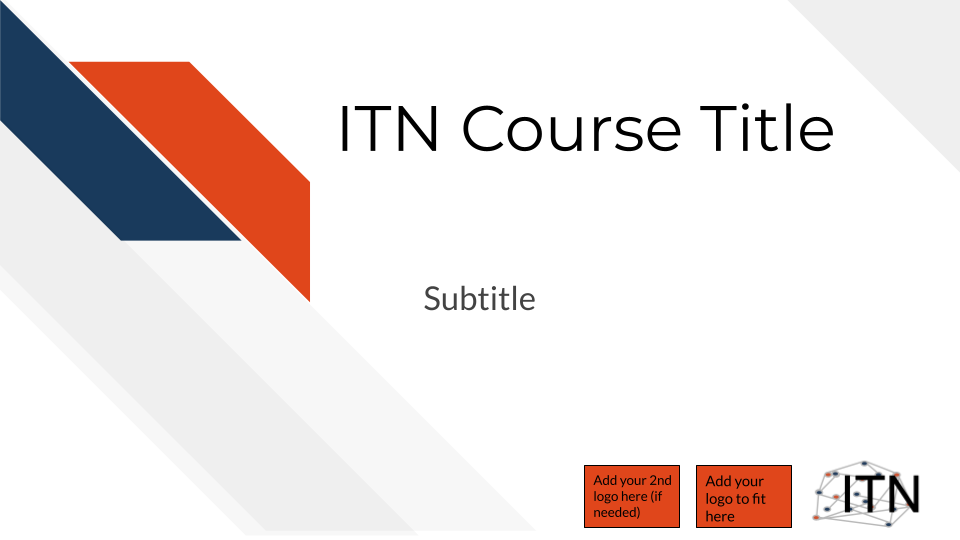 ITN Course Title
Subtitle
Add your 2nd
logo here (if
needed)
Add your
logo to fit
here
ITN